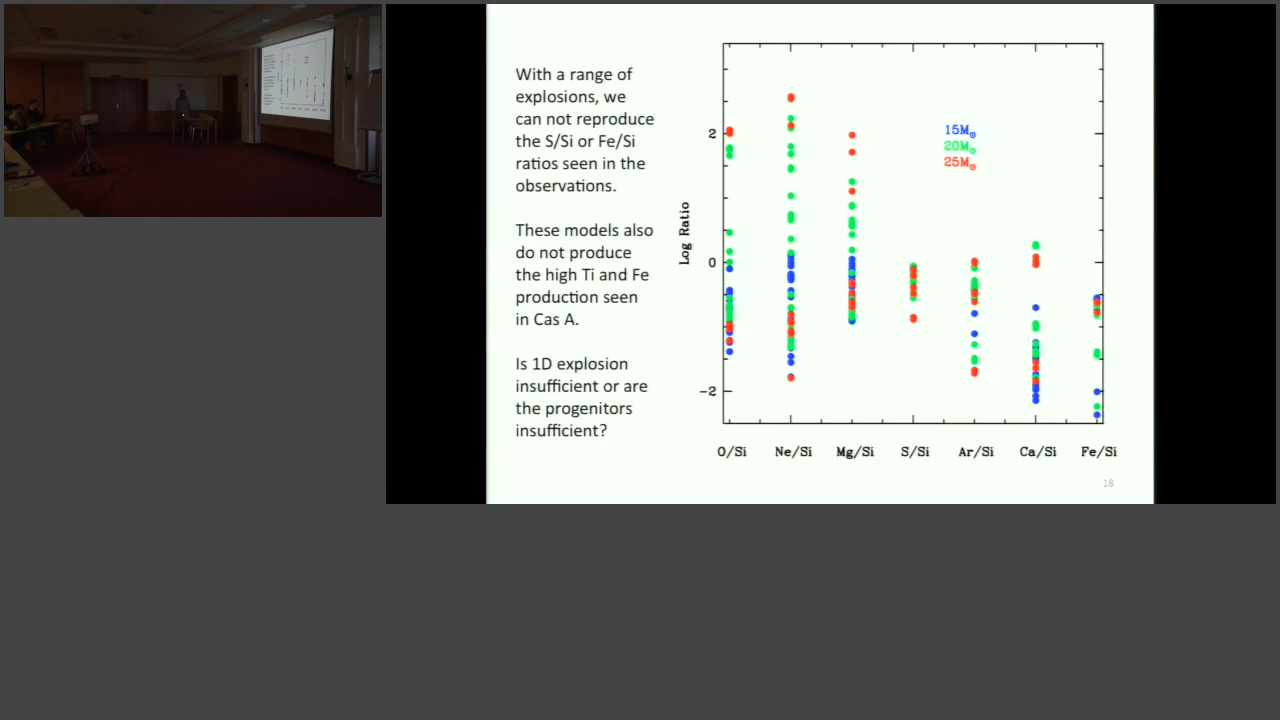 With a range of
explosions, we
can not reproduce
the S/Si or Fe/Si
ratios seen in the
observations.
These models also
do not produce
the high Ti and Fe
production seen
in Cas A.
Is 1D explosion
insufficient or are
the progenitors
insufficient?
Log Ratio
2
0
−2
15M⊙
20M⊙
25M⊙
O/Si Ne/Si Mg/Si S/Si Ar/Si Ca/Si Fe/Si
18